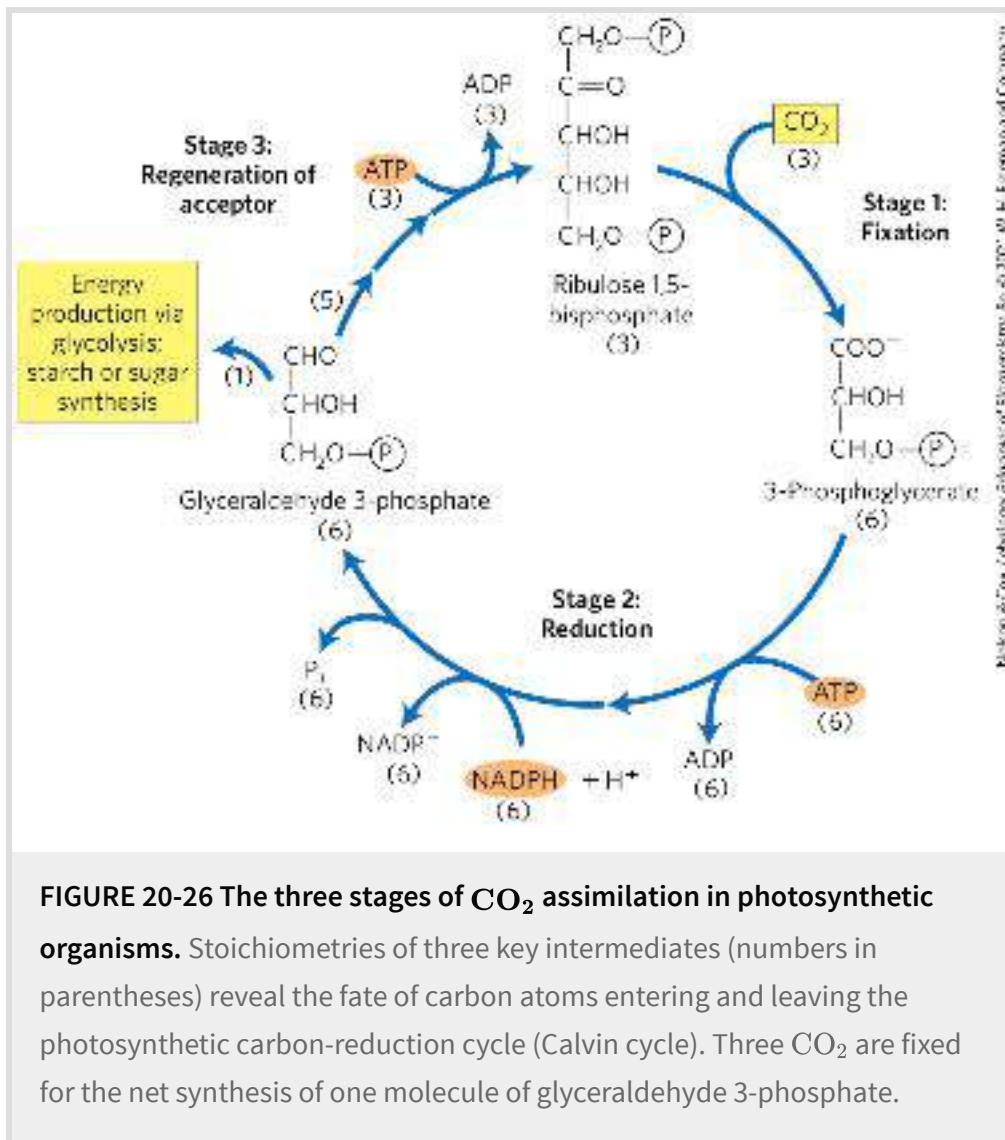 CH₂O—P
C=O
CHOH
CHOH
CH₂O P
Ribulose 1,5-
bisphosphate
(3)
CO₂
(3)
Stage 1:
Fixation
COO⁻
CHOH
CH₂O—P
3-Phosphoglycerate
(6)
ATP
(6)
ADP
(6)
Stage 2:
Reduction
NADPH + H⁺
(6)
NADP⁺
(6)
Pᵢ
(6)
Glyceraldehyde 3-phosphate
(6)
CHO
CHOH
CH₂O—P
(1)
Energy
production via
glycolysis;
starch or sugar
synthesis
(5)
Stage 3:
Regeneration of
acceptor
ATP
(3)
ADP
(3)
FIGURE 20-26 The three stages of CO₂ assimilation in photosynthetic
organisms. Stoichiometries of three key intermediates (numbers in
parentheses) reveal the fate of carbon atoms entering and leaving the
photosynthetic carbon-reduction cycle (Calvin cycle). Three CO₂ are fixed
for the net synthesis of one molecule of glyceraldehyde 3-phosphate.